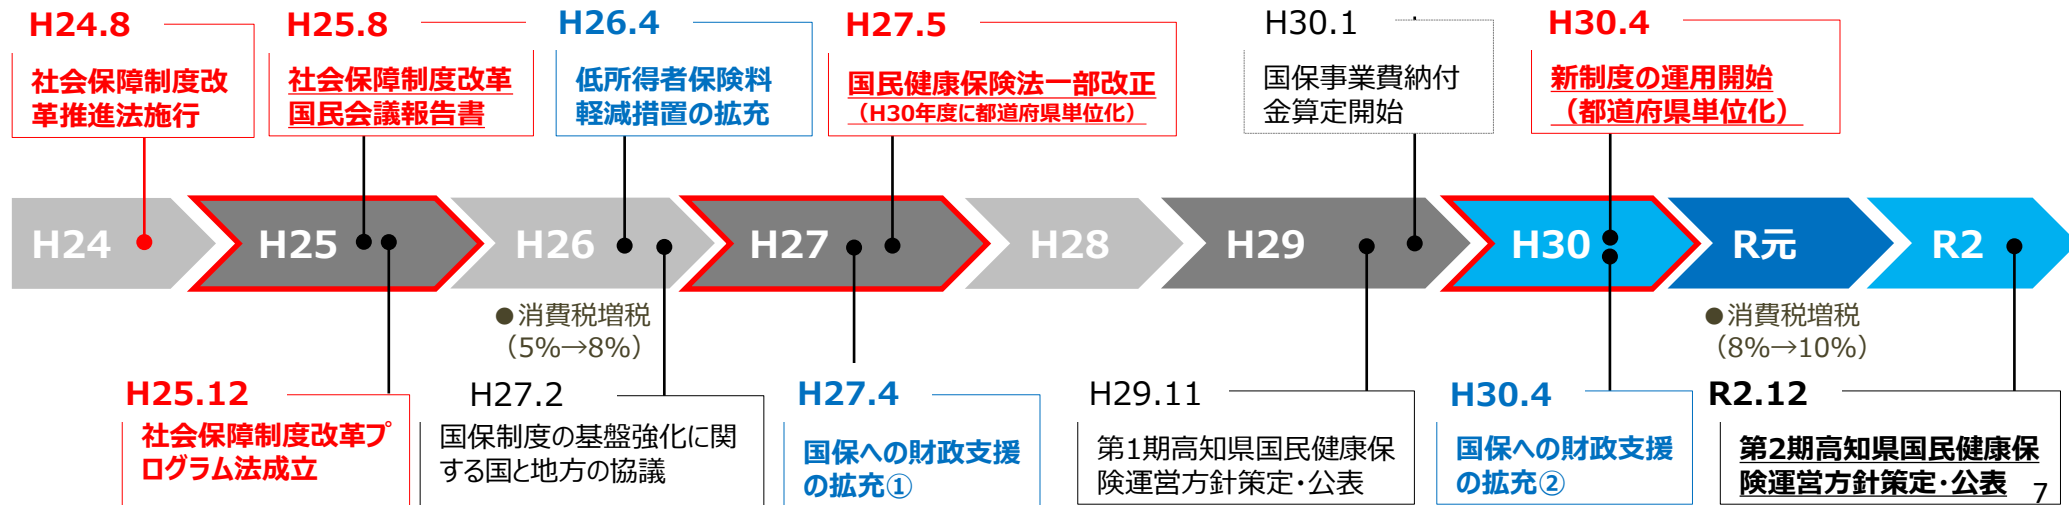 H24.8
社会保障制度改
革推進法施行
H25.8
社会保障制度改革
国民会議報告書
H26.4
低所得者保険料
軽減措置の拡充
H27.5
国民健康保険法一部改正
（H30年度に都道府県単位化）
H30.1
国保事業費納付
金算定開始
H30.4
新制度の運用開始
（都道府県単位化）
H24
H25
H26
H27
H28
H29
H30
R元
R2
●消費税増税
（5%→8%）
●消費税増税
（8%→10%）
H25.12
社会保障制度改革プ
ログラム法成立
H27.2
国保制度の基盤強化に関
する国と地方の協議
H27.4
国保への財政支援
の拡充①
H29.11
第1期高知県国民健康保
険運営方針策定・公表
H30.4
国保への財政支援
の拡充②
R2.12
第2期高知県国民健康保
険運営方針策定・公表
7